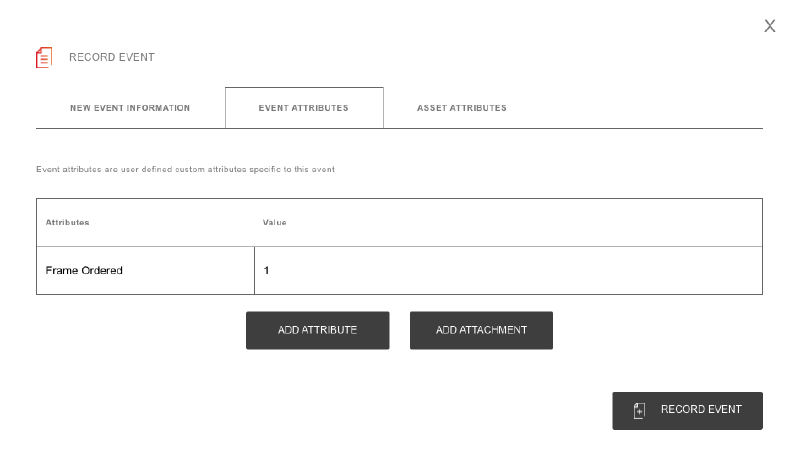 X
RECORD EVENT
NEW EVENT INFORMATION
EVENT ATTRIBUTES
ASSET ATTRIBUTES
Event attributes are user defined custom attributes specific to this event
Attributes
Value
Frame Ordered
1
ADD ATTRIBUTE
ADD ATTACHMENT
RECORD EVENT